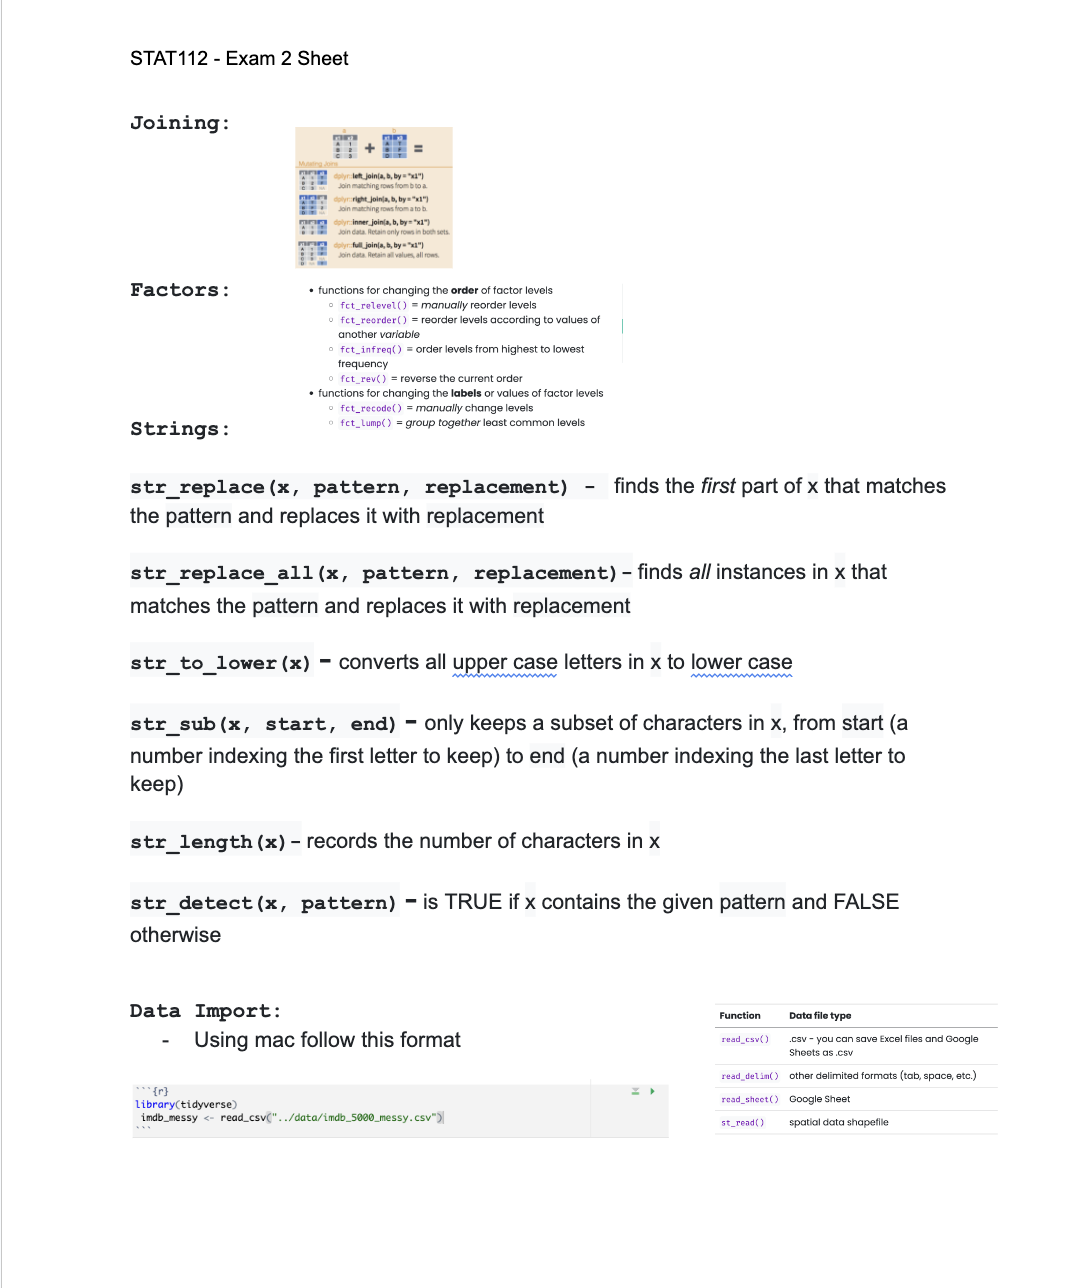 STAT112 - Exam 2 Sheet
Joining:
a b
x1 x2 x1 x3
A 1 A T
B 2 B F
C 3 D T
+ =
Mutating Joins
dplyr::left_join(a, b, by = "x1")
Join matching rows from b to a.
dplyr::right_join(a, b, by = "x1")
Join matching rows from a to b.
dplyr::inner_join(a, b, by = "x1")
Join data. Retain only rows in both sets.
dplyr::full_join(a, b, by = "x1")
Join data. Retain all values, all rows.
Factors:
• functions for changing the order of factor levels
○ fct_relevel() = manually reorder levels
○ fct_reorder() = reorder levels according to values of
another variable
○ fct_infreq() = order levels from highest to lowest
frequency
○ fct_rev() = reverse the current order
• functions for changing the labels or values of factor levels
○ fct_recode() = manually change levels
○ fct_lump() = group together least common levels
Strings:
str_replace(x, pattern, replacement) - finds the first part of x that matches
the pattern and replaces it with replacement
str_replace_all(x, pattern, replacement)- finds all instances in x that
matches the pattern and replaces it with replacement
str_to_lower(x) - converts all upper case letters in x to lower case
str_sub(x, start, end) - only keeps a subset of characters in x, from start (a
number indexing the first letter to keep) to end (a number indexing the last letter to
keep)
str_length(x)- records the number of characters in x
str_detect(x, pattern) - is TRUE if x contains the given pattern and FALSE
otherwise
Data Import:
- Using mac follow this format
```{r}
library(tidyverse)
imdb_messy <- read_csv("../data/imdb_5000_messy.csv")
```
Function Data file type
read_csv() .csv - you can save Excel files and Google
Sheets as .csv
read_delim() other delimited formats (tab, space, etc.)
read_sheet() Google Sheet
st_read() spatial data shapefile